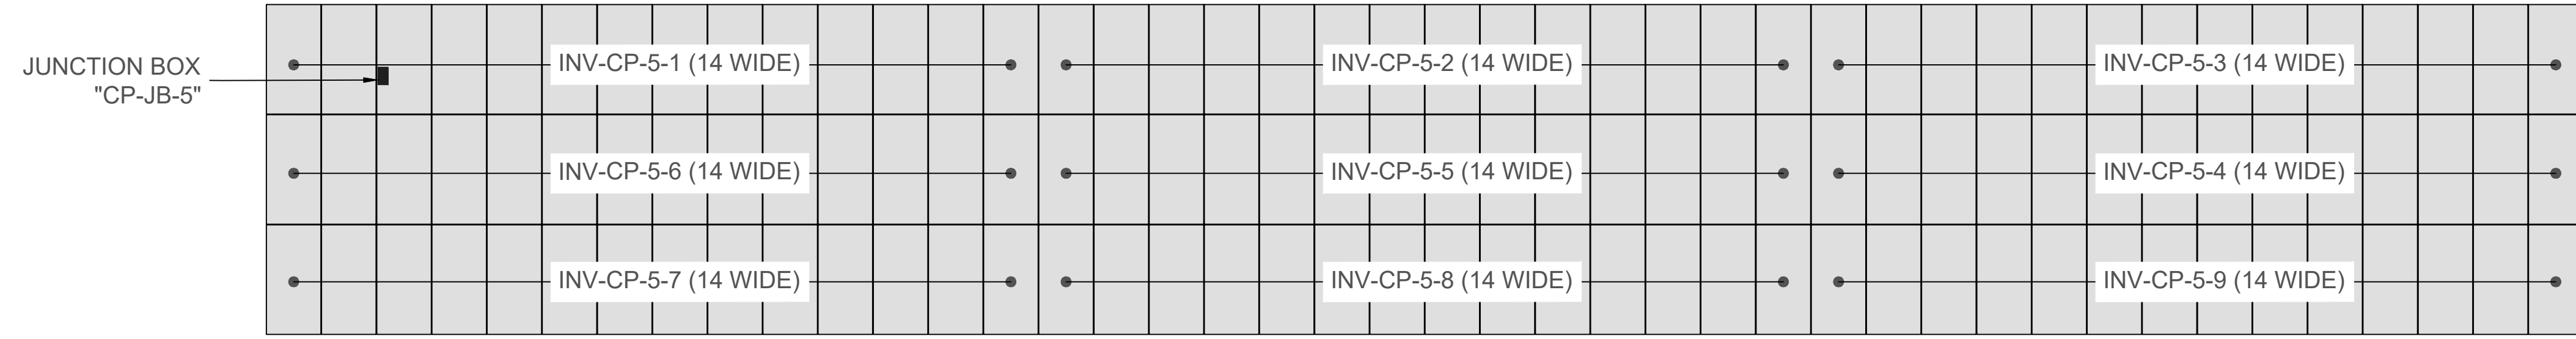 JUNCTION BOX
"CP-JB-5"
INV-CP-5-1 (14 WIDE)
INV-CP-5-2 (14 WIDE)
INV-CP-5-3 (14 WIDE)
INV-CP-5-6 (14 WIDE)
INV-CP-5-5 (14 WIDE)
INV-CP-5-4 (14 WIDE)
INV-CP-5-7 (14 WIDE)
INV-CP-5-8 (14 WIDE)
INV-CP-5-9 (14 WIDE)